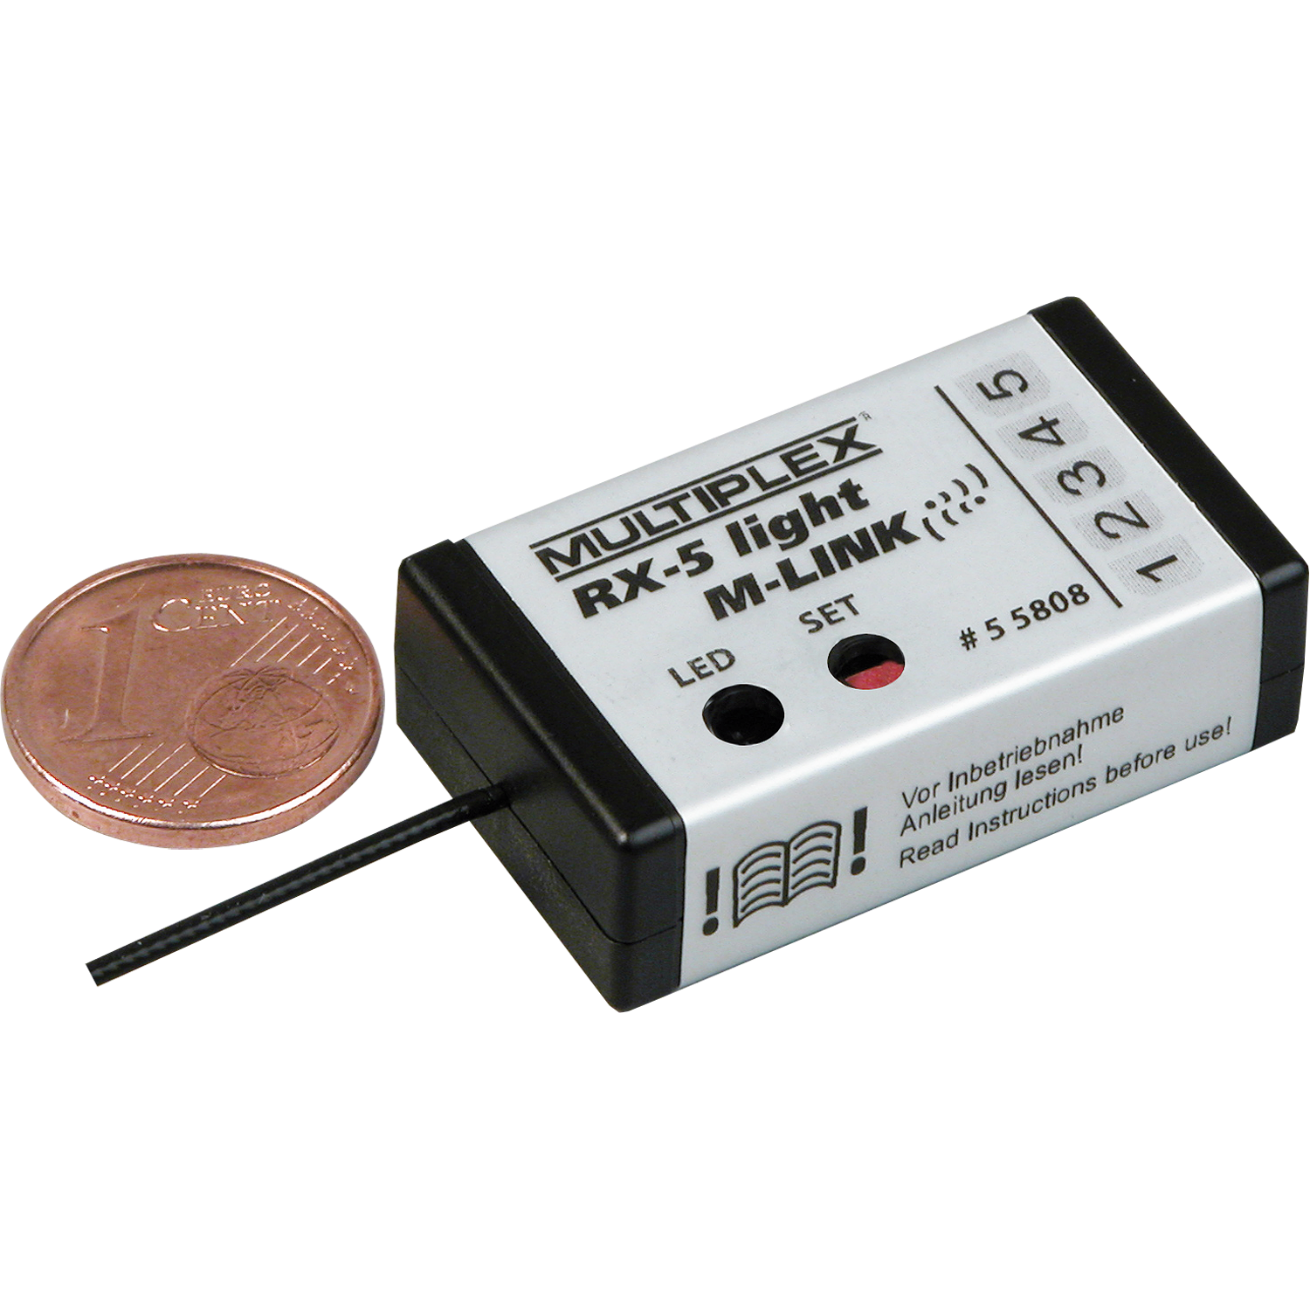 1
EURO
CENT
MULTIPLEX®
RX-5 light
M-LINK
LED
SET
# 5 5808
1 2 3 4 5
! !
Vor Inbetriebnahme
Anleitung lesen!
Read Instructions before use!